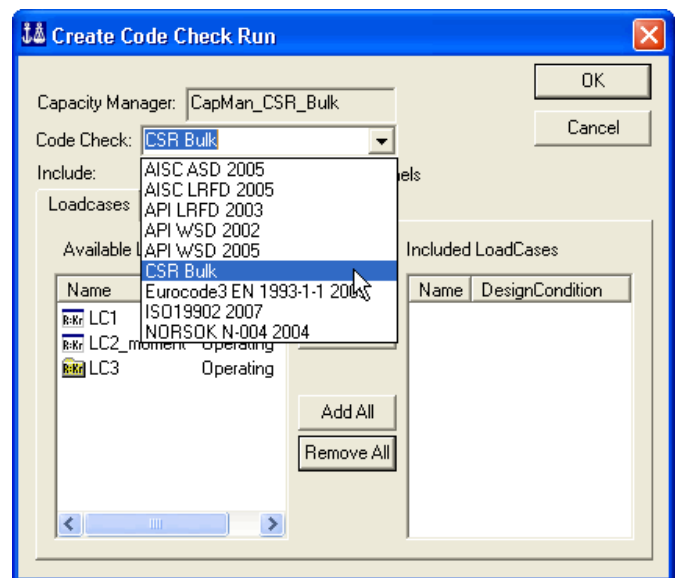 Create Code Check Run
OK
Capacity Manager: CapMan_CSR_Bulk
Cancel
Code Check: CSR Bulk
Include:
AISC ASD 2005
AISC LRFD 2005
API LRFD 2003
API WSD 2002
API WSD 2005
CSR Bulk
Eurocode3 EN 1993-1-1
ISO19902 2007
NORSOK N-004 2004
Loadcases
Available
Included LoadCases
Name
Name DesignCondition
LC1
LC2_moment Operating
LC3 Operating
Add All
Remove All